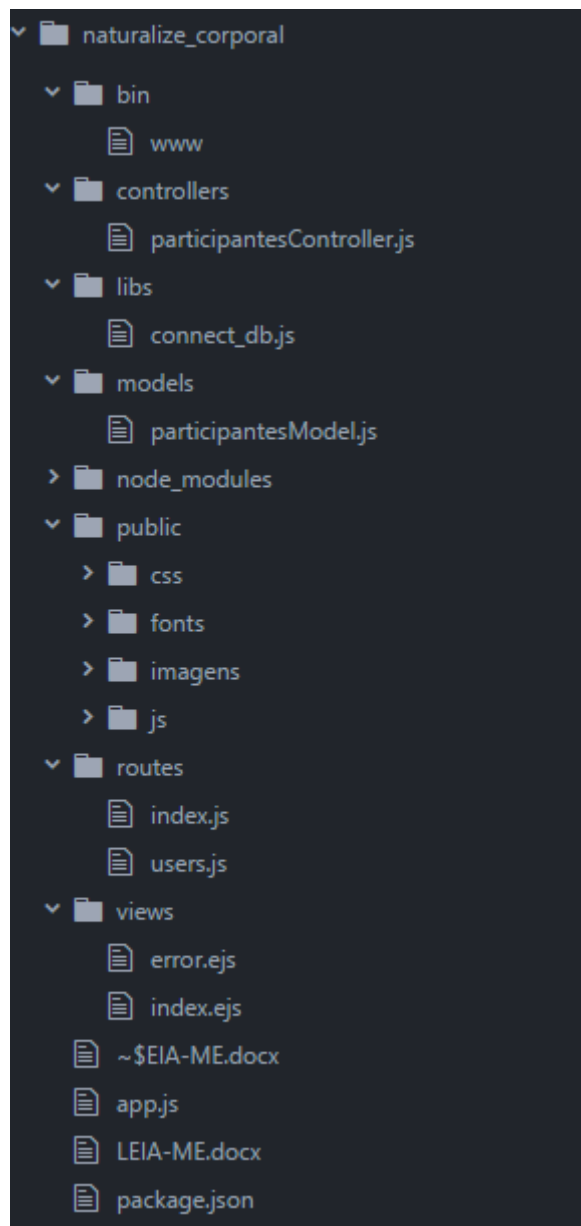 naturalize_corporal
bin
www
controllers
participantesController.js
libs
connect_db.js
models
participantesModel.js
node_modules
public
css
fonts
imagens
js
routes
index.js
users.js
views
error.ejs
index.ejs
~$EIA-ME.docx
app.js
LEIA-ME.docx
package.json